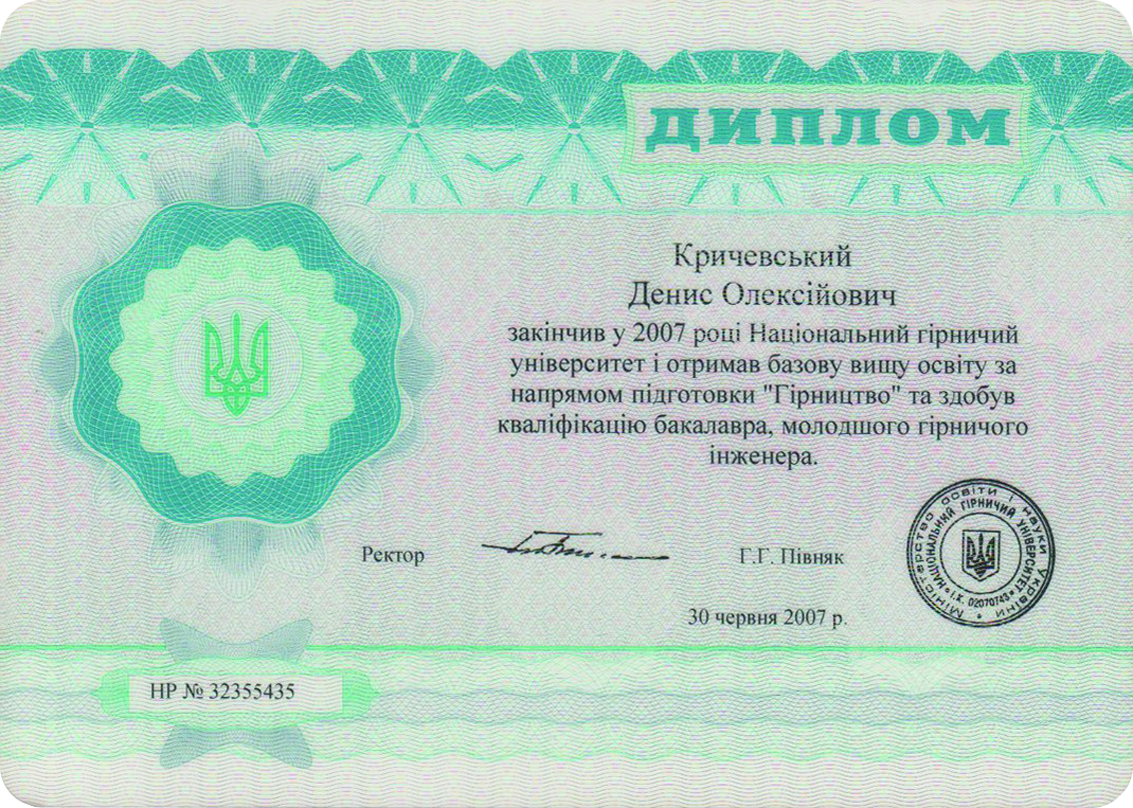 ДИПЛОМ
Кричевський
Денис Олексійович
закінчив у 2007 році Національний гірничий
університет і отримав базову вищу освіту за
напрямом підготовки "Гірництво" та здобув
кваліфікацію бакалавра, молодшого гірничого
інженера.
Ректор Г.Г. Півняк
Міністерство освіти і науки України
НАЦІОНАЛЬНИЙ ГІРНИЧИЙ УНІВЕРСИТЕТ
І.К. 02070743
30 червня 2007 р.
НР № 32355435